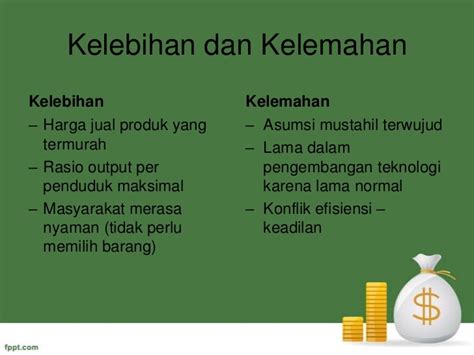 Kelebihan dan Kelemahan
Kelebihan
– Harga jual produk yang
termurah
– Rasio output per
penduduk maksimal
– Masyarakat merasa
nyaman (tidak perlu
memilih barang)
Kelemahan
– Asumsi mustahil terwujud
– Lama dalam
pengembangan teknologi
karena lama normal
– Konflik efisiensi –
keadilan
$
fppt.com